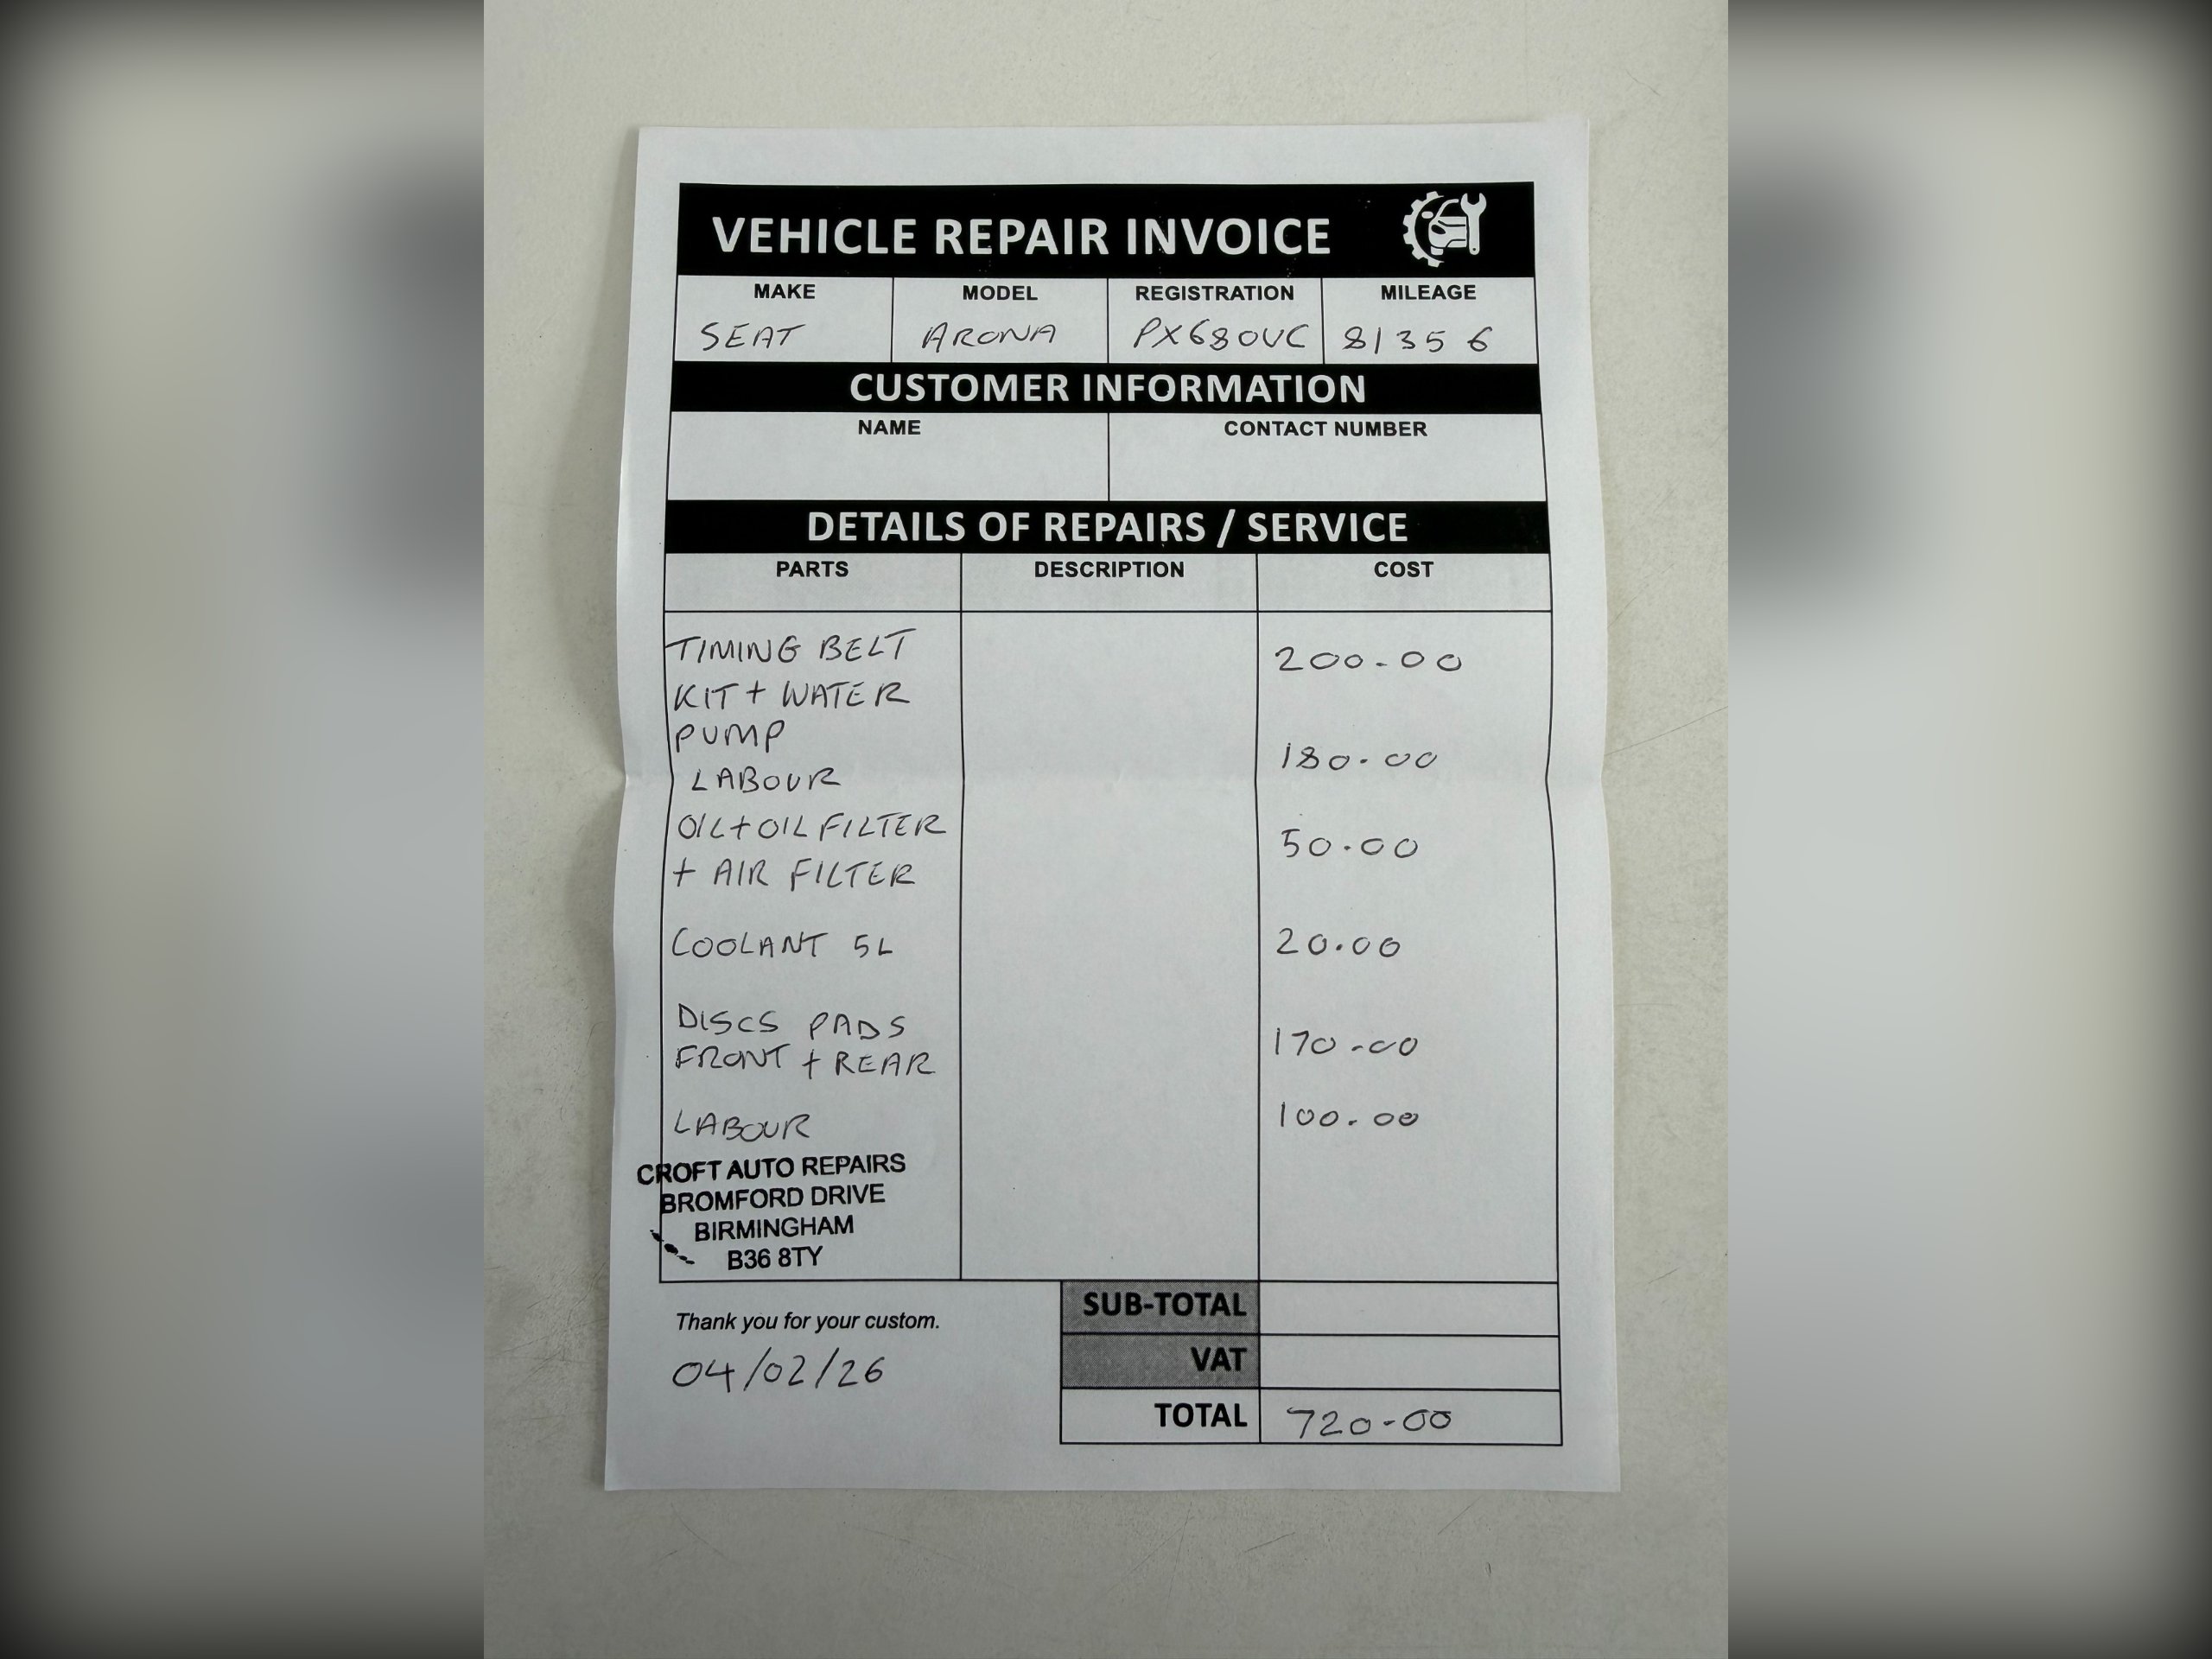 VEHICLE REPAIR INVOICE
MAKE MODEL REGISTRATION MILEAGE
SEAT ARONA PX68OUC 81356
CUSTOMER INFORMATION
NAME CONTACT NUMBER
DETAILS OF REPAIRS / SERVICE
PARTS DESCRIPTION COST
TIMING BELT 200-00
KIT + WATER
PUMP
LABOUR 180.00
OIL + OIL FILTER 50.00
+ AIR FILTER
COOLANT 5L 20.00
DISCS PADS 170-00
FRONT + REAR
LABOUR 100.00
CROFT AUTO REPAIRS
BROMFORD DRIVE
BIRMINGHAM
B36 8TY
SUB-TOTAL
Thank you for your custom.
VAT
04/02/26
TOTAL 720-00